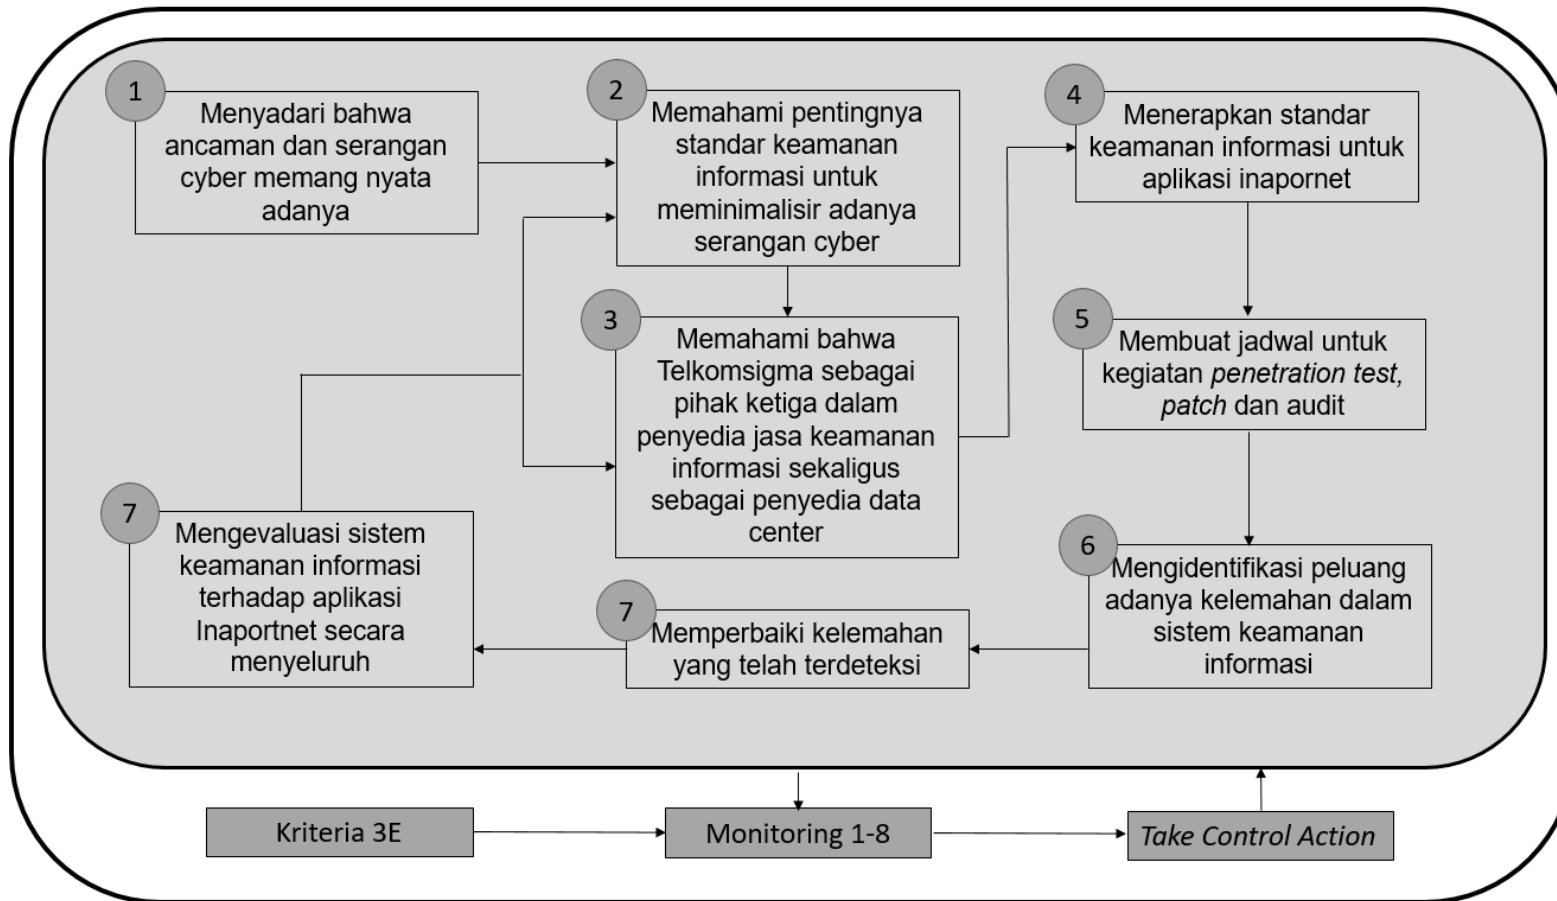 1
Menyadari bahwa
ancaman dan serangan
cyber memang nyata
adanya
2
Memahami pentingnya
standar keamanan
informasi untuk
meminimalisir adanya
serangan cyber
3
Memahami bahwa
Telkomsigma sebagai
pihak ketiga dalam
penyedia jasa keamanan
informasi sekaligus
sebagai penyedia data
center
4
Menerapkan standar
keamanan informasi untuk
aplikasi inapornet
5
Membuat jadwal untuk
kegiatan penetration test,
patch dan audit
6
Mengidentifikasi peluang
adanya kelemahan dalam
sistem keamanan
informasi
7
Memperbaiki kelemahan
yang telah terdeteksi
7
Mengevaluasi sistem
keamanan informasi
terhadap aplikasi
Inaportnet secara
menyeluruh
Kriteria 3E
Monitoring 1-8
Take Control Action